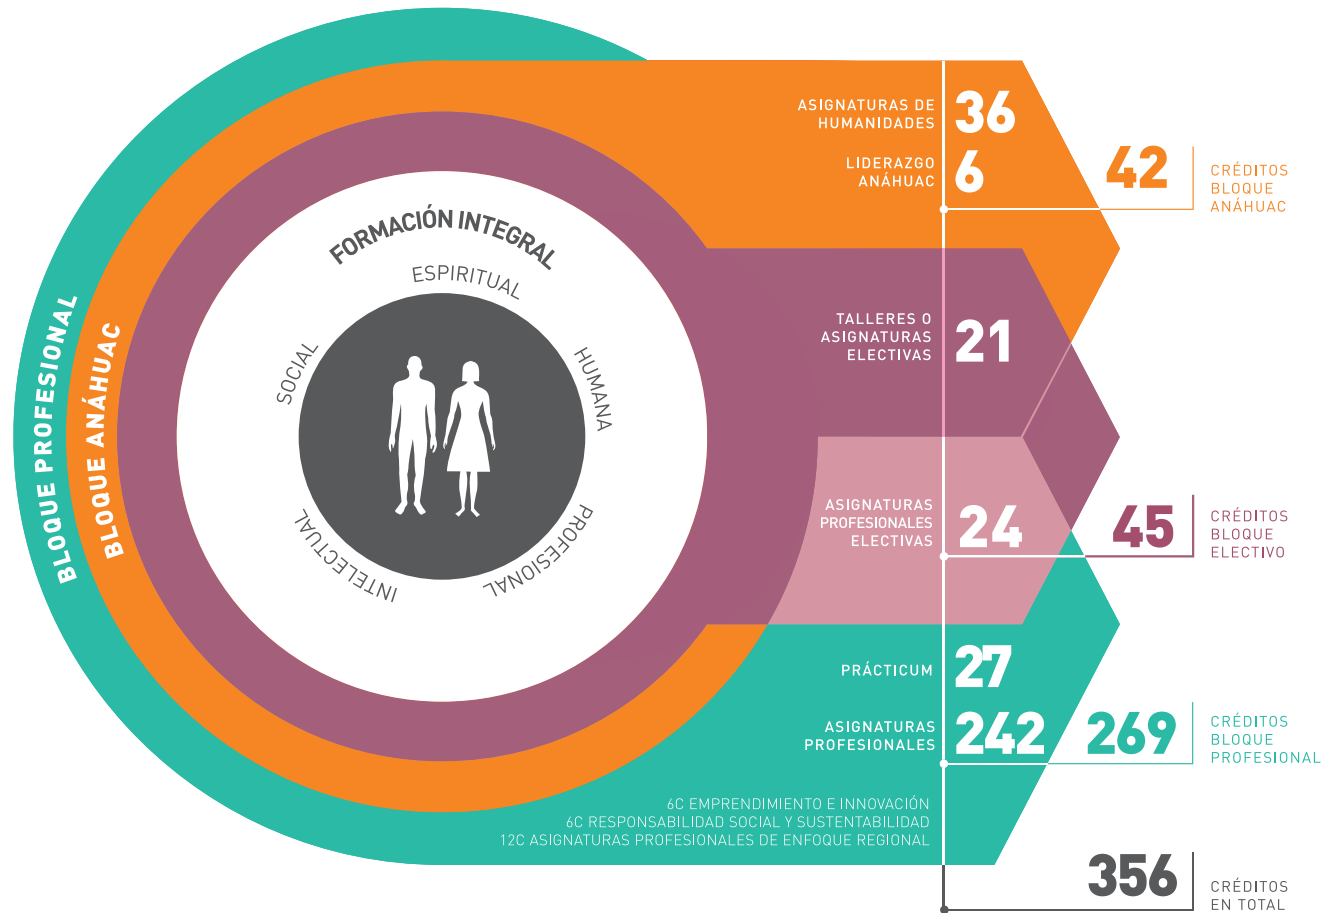 BLOQUE PROFESIONAL
BLOQUE ANÁHUAC
FORMACIÓN INTEGRAL
ESPIRITUAL
HUMANA
PROFESIONAL
INTELECTUAL
SOCIAL
ASIGNATURAS DE
HUMANIDADES
36
LIDERAZGO
ANÁHUAC
6
42
CRÉDITOS
BLOQUE
ANÁHUAC
TALLERES O
ASIGNATURAS
ELECTIVAS
21
ASIGNATURAS
PROFESIONALES
ELECTIVAS
24
45
CRÉDITOS
BLOQUE
ELECTIVO
PRÁCTICUM
27
ASIGNATURAS
PROFESIONALES
242
269
CRÉDITOS
BLOQUE
PROFESIONAL
6C EMPRENDIMIENTO E INNOVACIÓN
6C RESPONSABILIDAD SOCIAL Y SUSTENTABILIDAD
12C ASIGNATURAS PROFESIONALES DE ENFOQUE REGIONAL
356
CRÉDITOS
EN TOTAL